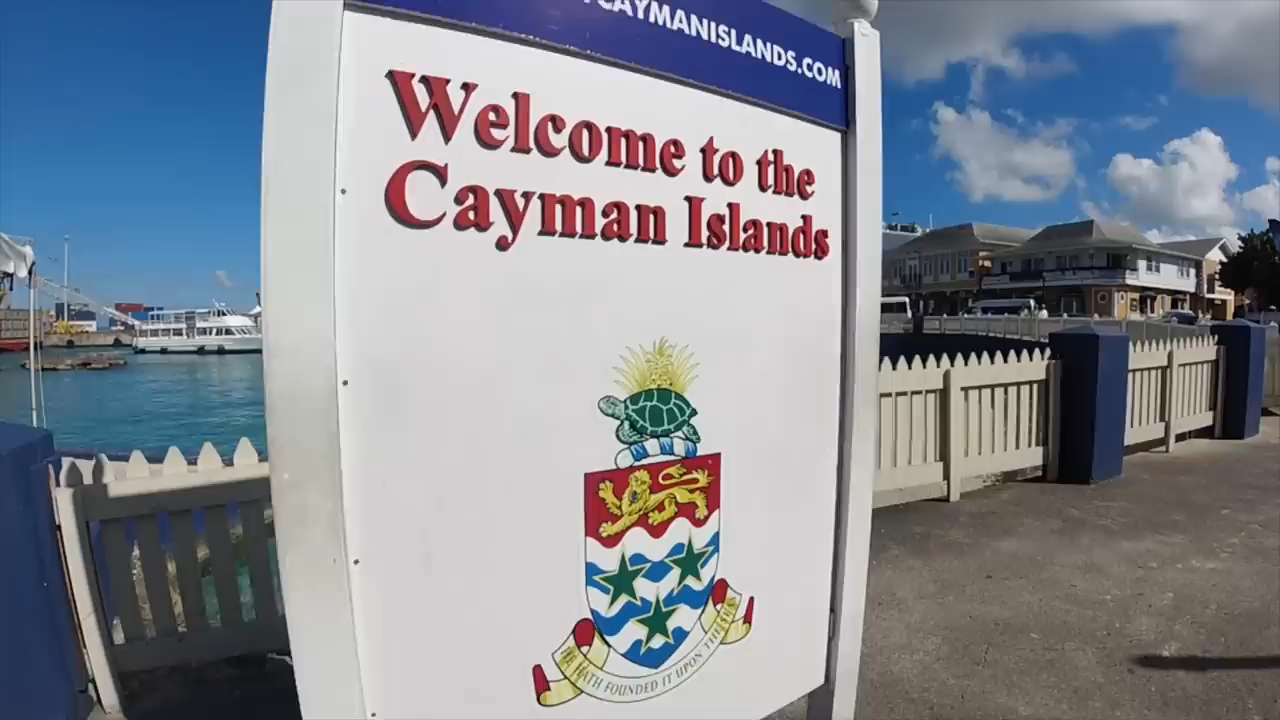 CAYMANISLANDS.COM
Welcome to the
Cayman Islands
HE HATH FOUNDED IT UPON THE SEAS